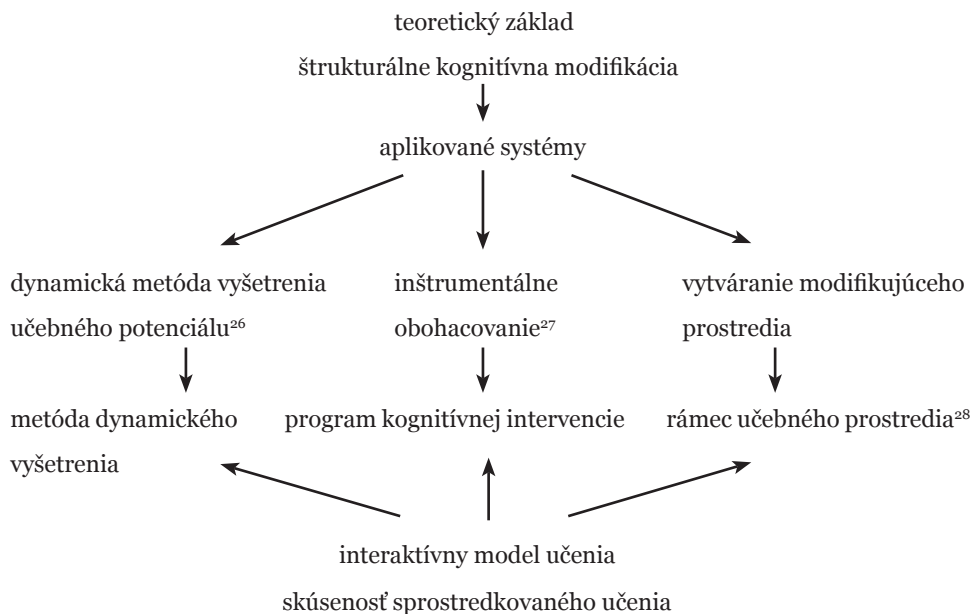 teoretický základ
štrukturálne kognitívna modifikácia
aplikované systémy
dynamická metóda vyšetrenia
učebného potenciálu²⁶
inštrumentálne
obohacovanie²⁷
vytváranie modifikujúceho
prostredia
metóda dynamického
vyšetrenia
program kognitívnej intervencie
rámec učebného prostredia²⁸
interaktívny model učenia
skúsenosť sprostredkovaného učenia